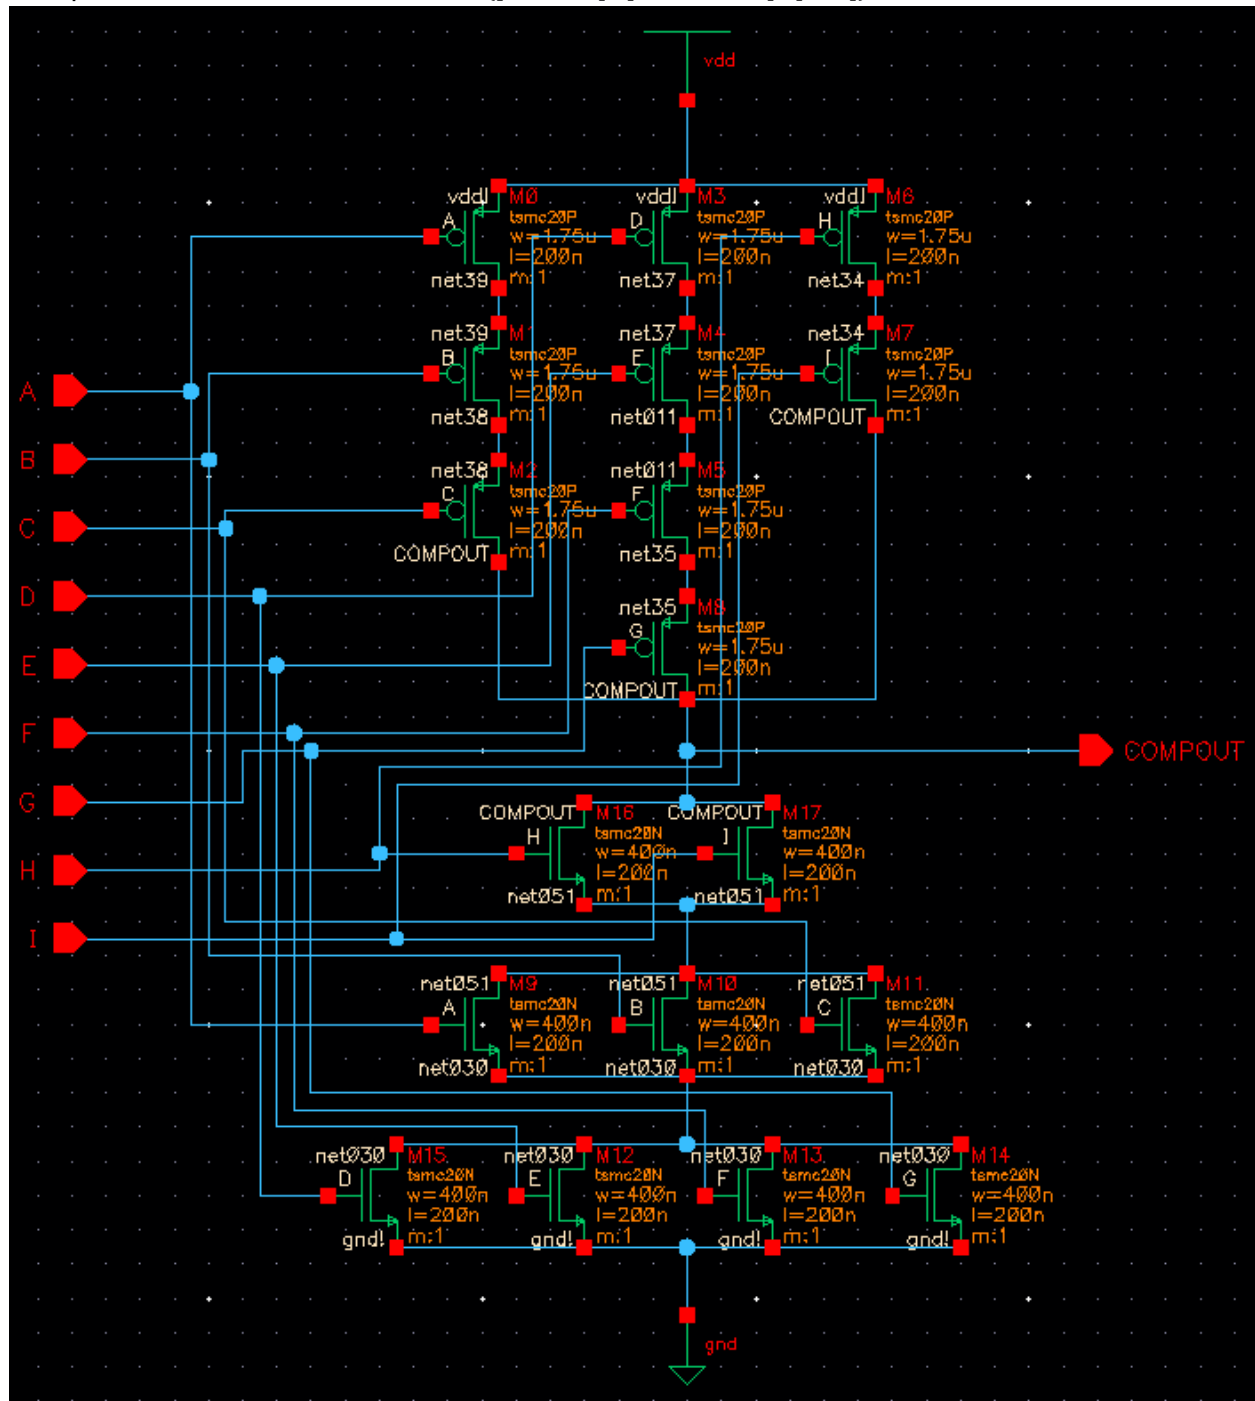 vdd
vdd! M0 vdd! M3 vdd! M6
A tsmc20P D tsmc20P H tsmc20P
w=1.75u w=1.75u w=1.75u
l=200n l=200n l=200n
net39 m:1 net37 m:1 net34 m:1
net39 M1 net37 M4 net34 M7
B tsmc20P E tsmc20P I tsmc20P
w=1.75u w=1.75u w=1.75u
A l=200n l=200n l=200n
net38 m:1 net011 m:1 COMPOUT m:1
B net38 M2 net011 M5
C tsmc20P F tsmc20P
w=1.75u w=1.75u
C l=200n l=200n
COMPOUT m:1 net35 m:1
D net35 M8
G tsmc20P
w=1.75u
E l=200n
COMPOUT m:1
F
COMPOUT
G COMPOUT M16 COMPOUT M17
H tsmc20N I tsmc20N
w=400n w=400n
H l=200n l=200n
net051 m:1 net051 m:1
I
net051 M9 net051 M10 net051 M11
A tsmc20N B tsmc20N C tsmc20N
w=400n w=400n w=400n
l=200n l=200n l=200n
net030 m:1 net030 m:1 net030 m:1
net030 M15 net030 M12 net030 M13 net030 M14
D tsmc20N E tsmc20N F tsmc20N G tsmc20N
w=400n w=400n w=400n w=400n
l=200n l=200n l=200n l=200n
gnd! m:1 gnd! m:1 gnd! m:1 gnd! m:1
gnd